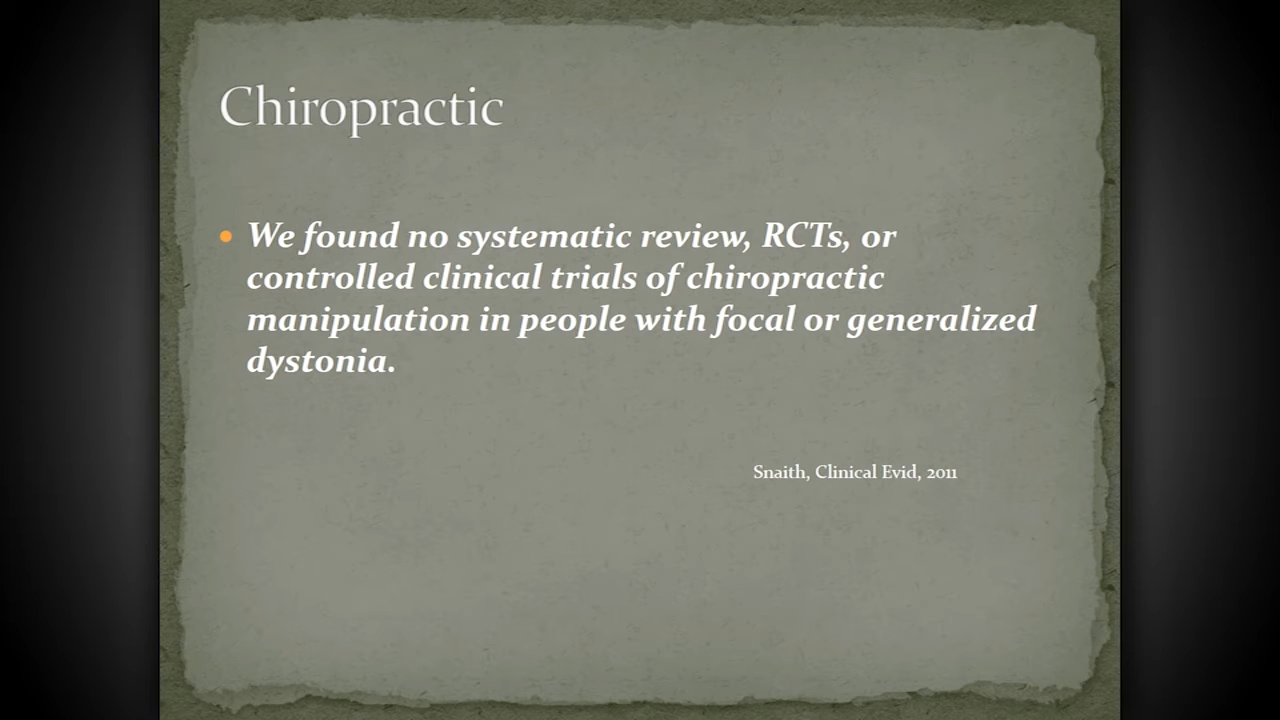 Chiropractic
• We found no systematic review, RCTs, or
controlled clinical trials of chiropractic
manipulation in people with focal or generalized
dystonia.
Snaith, Clinical Evid, 2011